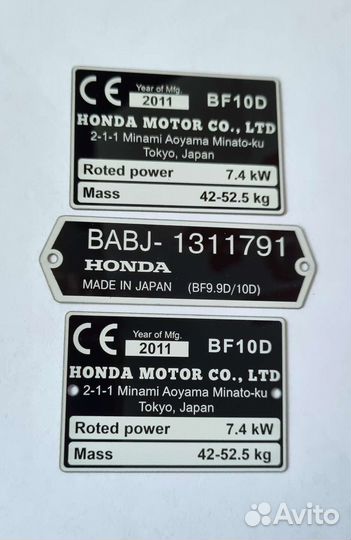 CE Year of Mfg. BF10D
2011
HONDA MOTOR CO., LTD
2-1-1 Minami Aoyama Minato-ku
Tokyo, Japan
Roted power 7.4 kW
Mass 42-52.5 kg
BABJ- 1311791
HONDA
MADE IN JAPAN (BF9.9D/10D)
CE Year of Mfg. BF10D
2011
HONDA MOTOR CO., LTD
2-1-1 Minami Aoyama Minato-ku
Tokyo, Japan
Roted power 7.4 kW
Mass 42-52.5 kg
Avito